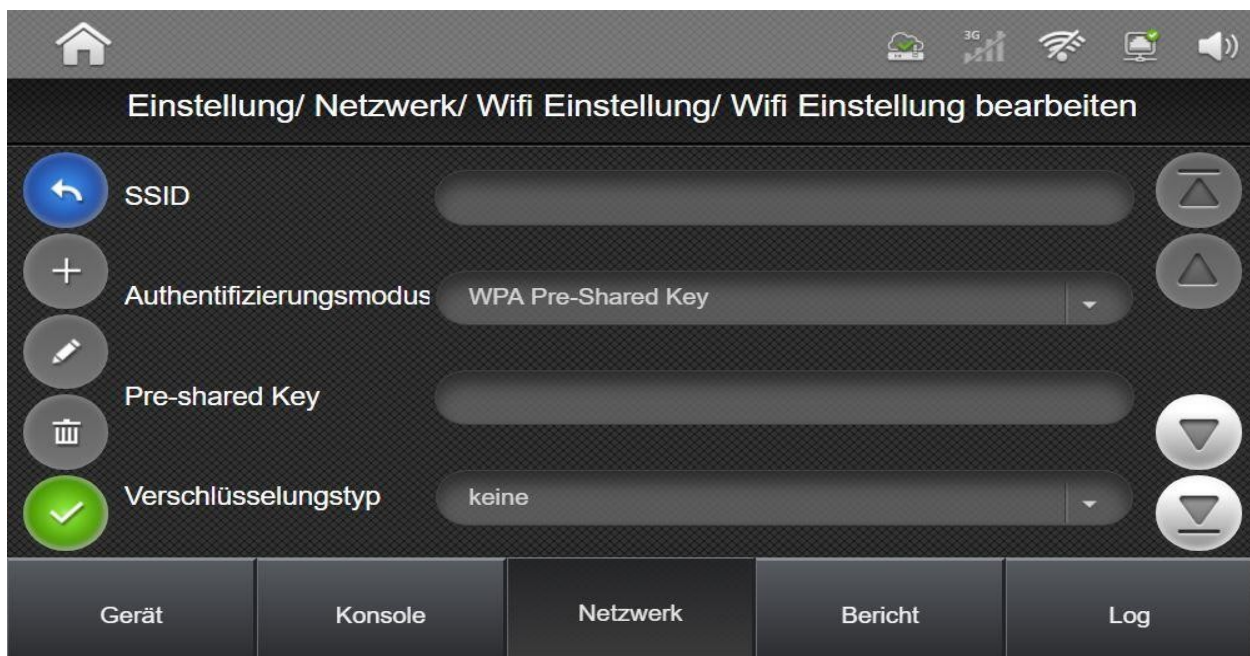 3G
Einstellung/ Netzwerk/ Wifi Einstellung/ Wifi Einstellung bearbeiten
SSID
Authentifizierungsmodus WPA Pre-Shared Key
Pre-shared Key
Verschlüsselungstyp keine
Gerät Konsole Netzwerk Bericht Log